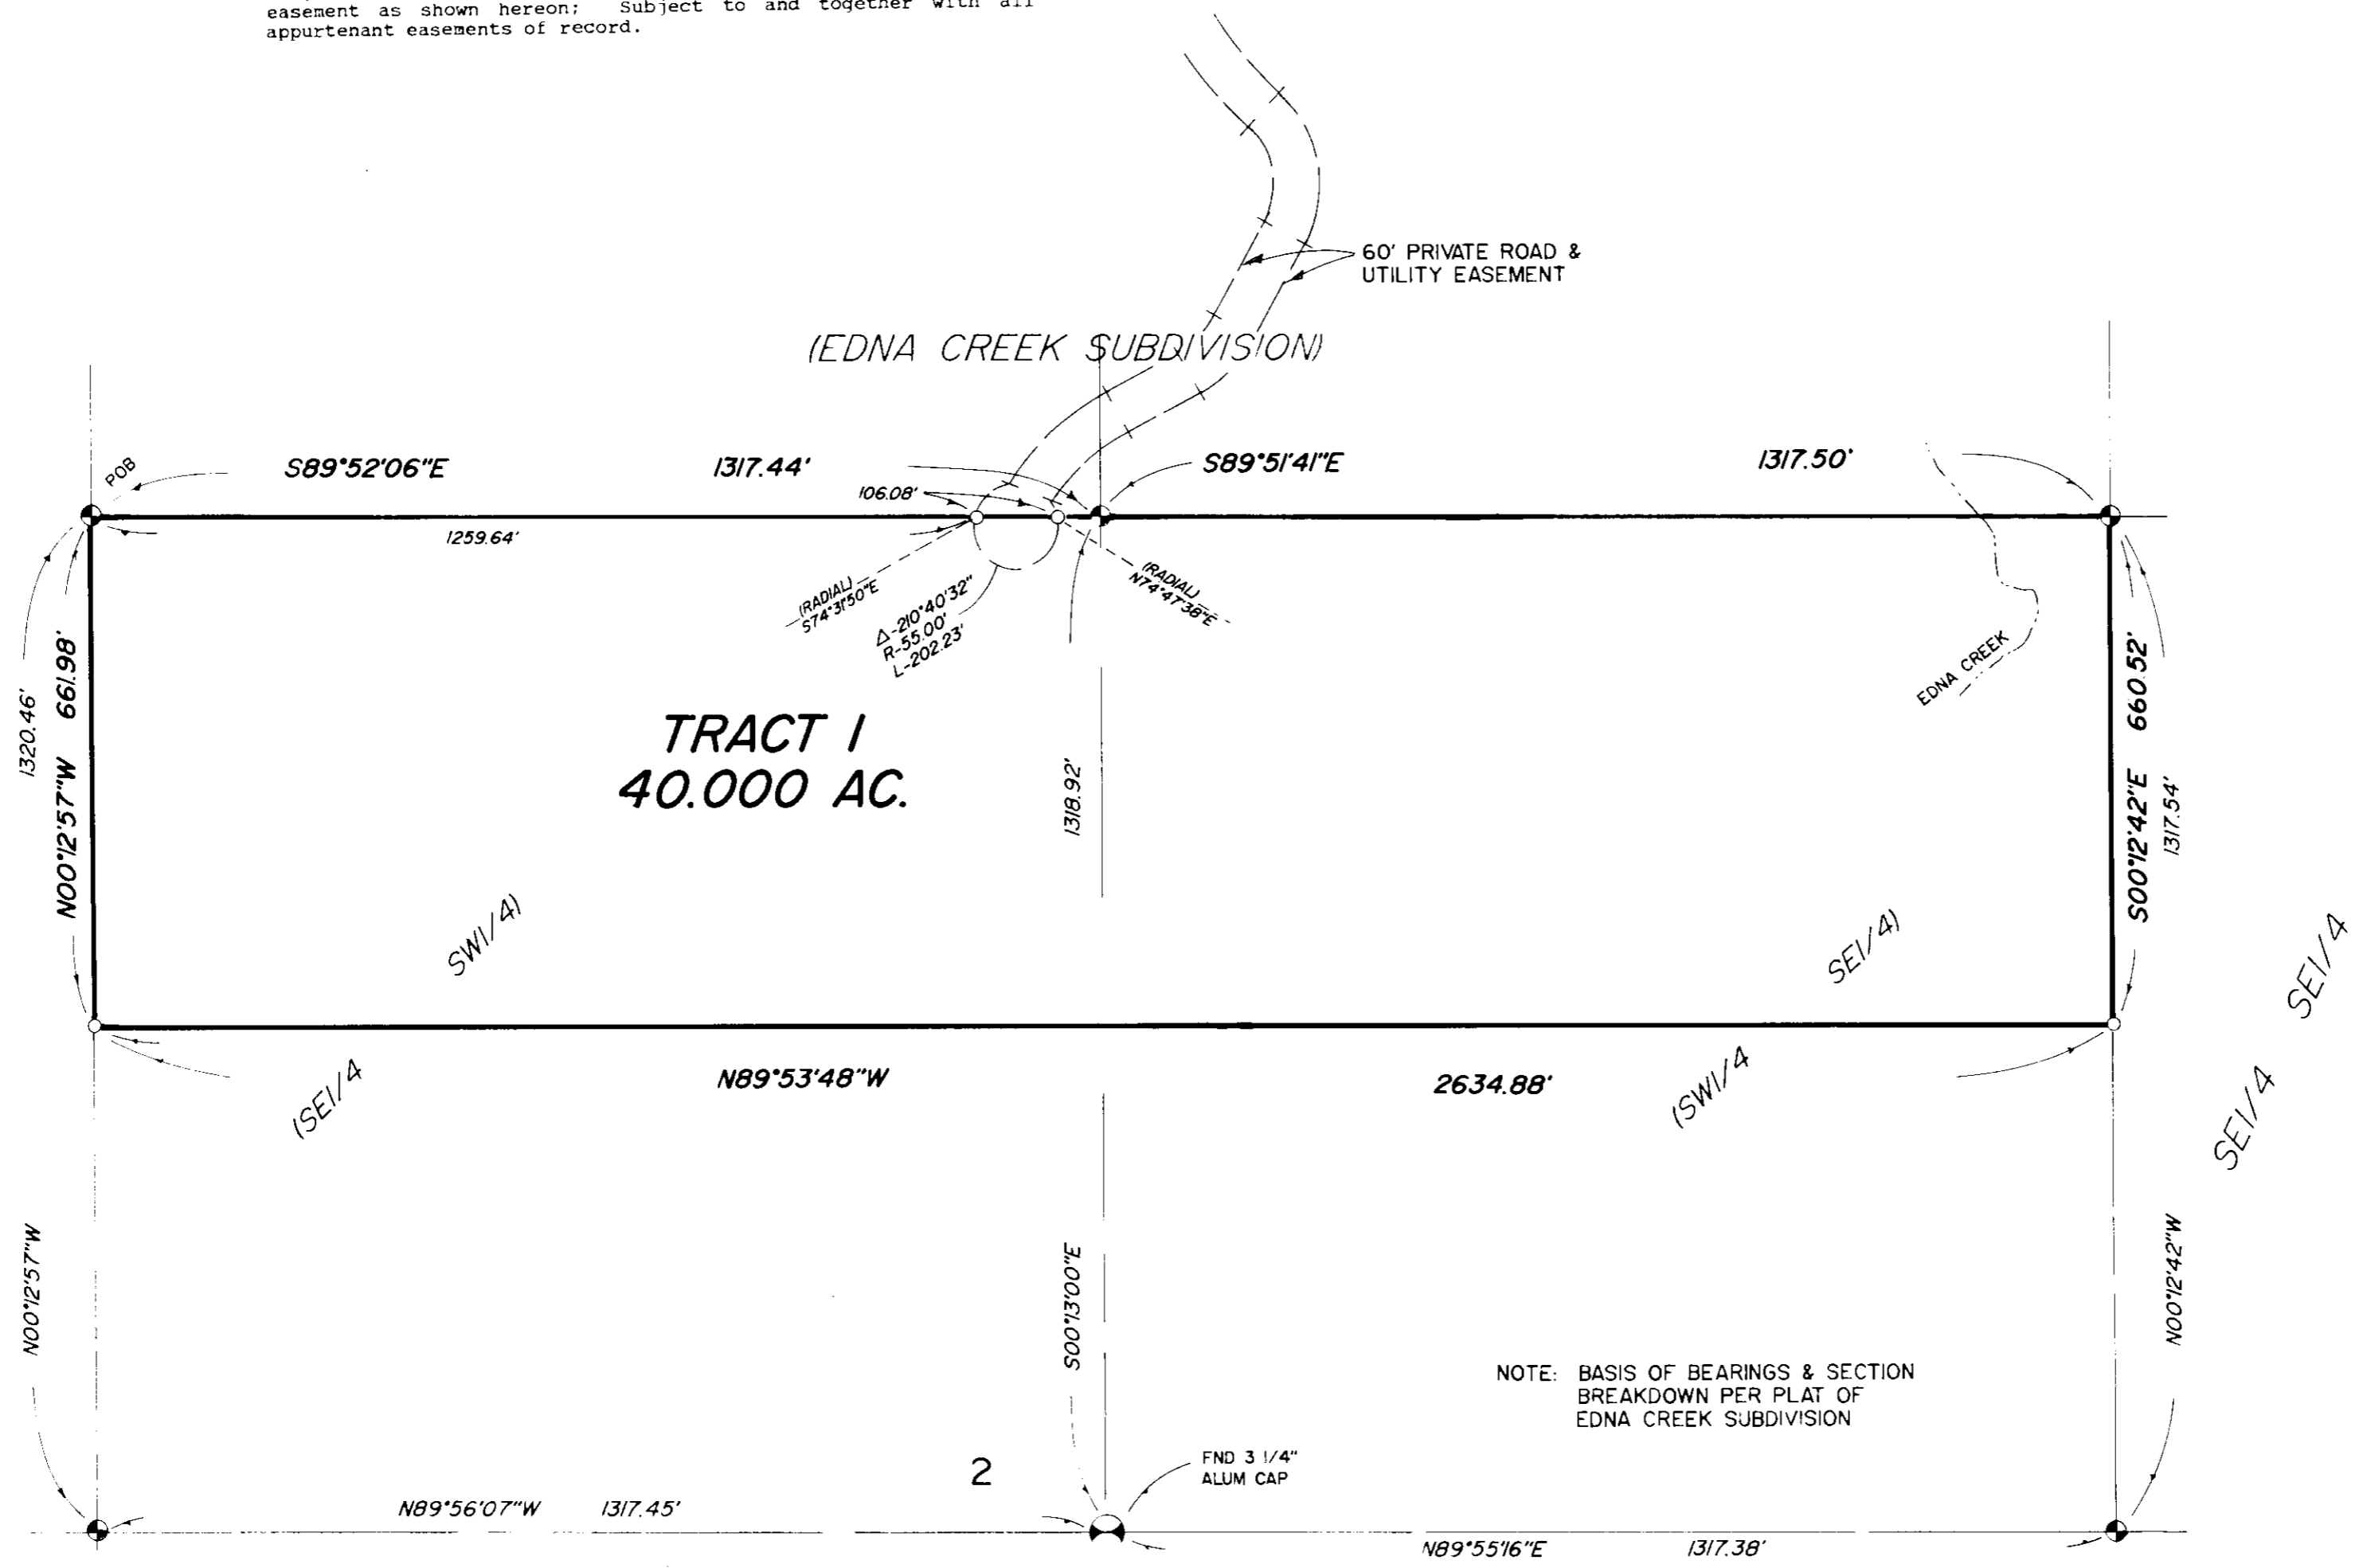 easement as shown hereon; Subject to and together with all
appurtenant easements of record.
60' PRIVATE ROAD &
UTILITY EASEMENT
(EDNA CREEK SUBDIVISION)
POB
S89°52'06"E 1317.44'
S89°51'41"E 1317.50'
106.08'
1259.64'
(RADIAL)
S74°31'50"E
(RADIAL)
N74°47'38"E
Δ-210°40'32"
R-55.00'
L-202.23'
EDNA CREEK
1320.46'
N00°12'57"W 661.98'
TRACT 1
40.000 AC.
1318.92'
S00°12'42"E 660.52'
1317.54'
SW1/4)
SE1/4)
SE1/4
SE1/4
N89°53'48"W 2634.88'
(SE1/4
(SW1/4
N00°12'57"W
S00°13'00"E
N00°12'42"W
NOTE: BASIS OF BEARINGS & SECTION
BREAKDOWN PER PLAT OF
EDNA CREEK SUBDIVISION
2
FND 3 1/4"
ALUM CAP
N89°56'07"W 1317.45'
N89°55'16"E 1317.38'